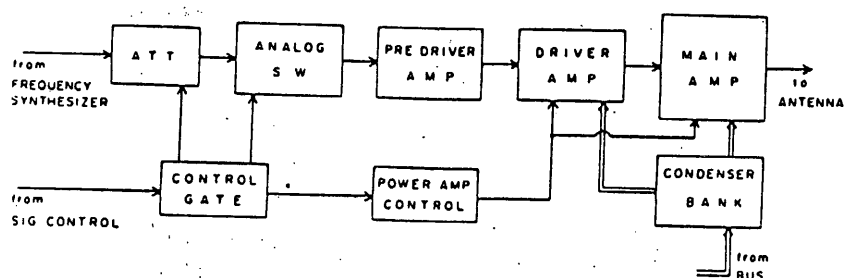 ATT
ANALOG
SW
PRE DRIVER
AMP
DRIVER
AMP
MAIN
AMP
from
FREQUENCY
SYNTHESIZER
to
ANTENNA
CONTROL
GATE
POWER AMP
CONTROL
CONDENSER
BANK
from
SIG CONTROL
from
BUS